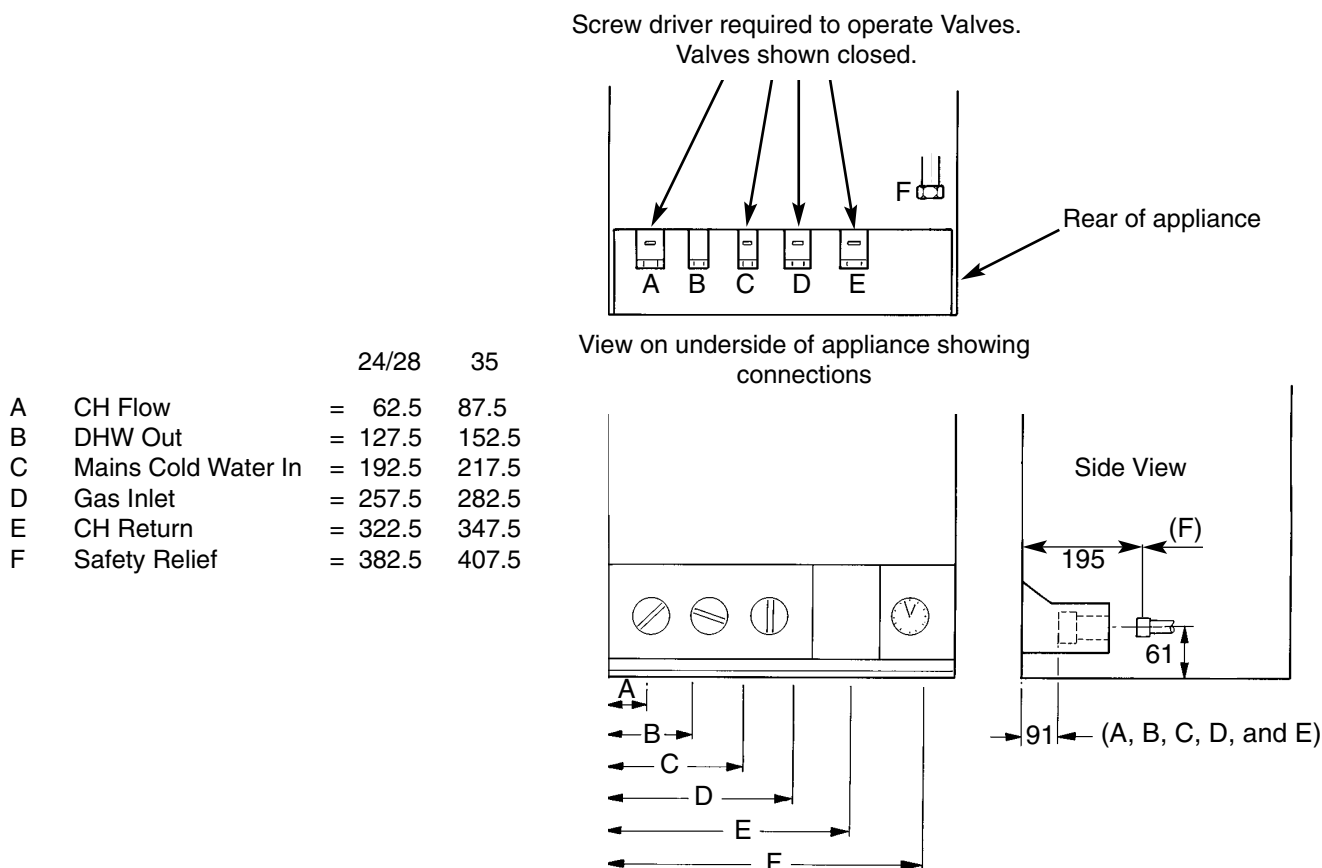 Screw driver required to operate Valves.
Valves shown closed.
F
Rear of appliance
A B C D E
View on underside of appliance showing
connections
24/28 35
A CH Flow = 62.5 87.5
B DHW Out = 127.5 152.5
C Mains Cold Water In = 192.5 217.5
D Gas Inlet = 257.5 282.5
E CH Return = 322.5 347.5
F Safety Relief = 382.5 407.5
Side View
(F)
195
61
A
B
C
D
E
F
91 (A, B, C, D, and E)